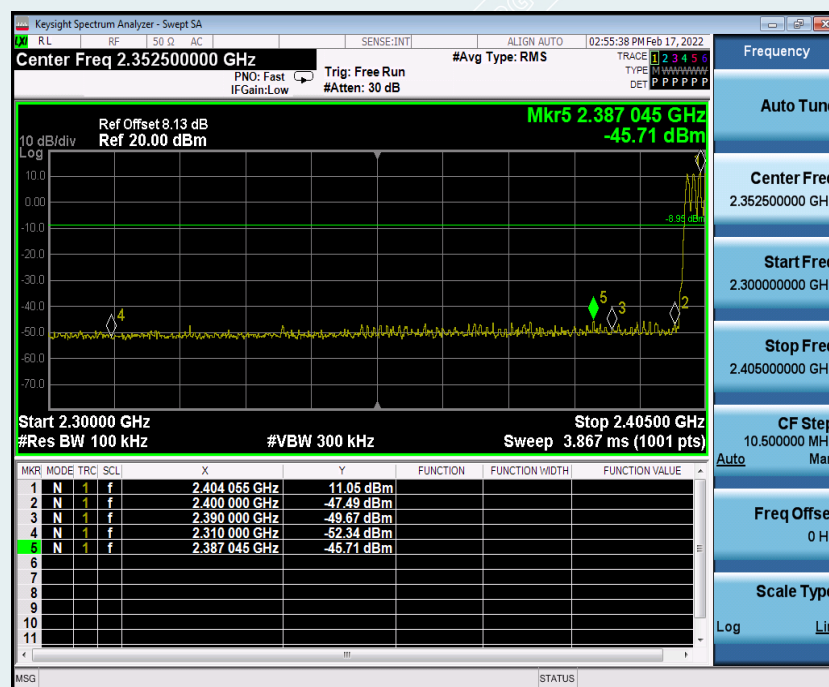 Keysight Spectrum Analyzer - Swept SA
LXI RL RF 50 Ω AC SENSE:INT ALIGN AUTO 02:55:38 PM Feb 17, 2022
Center Freq 2.352500000 GHz #Avg Type: RMS TRACE 1 2 3 4 5 6
PNO: Fast Trig: Free Run TYPE M WWWWW
IFGain:Low #Atten: 30 dB DET P P P P P P
Frequency
Auto Tune
Ref Offset 8.13 dB Mkr5 2.387 045 GHz
10 dB/div Ref 20.00 dBm -45.71 dBm
Log
10.0
0.00
-10.0
-20.0
-30.0
-40.0
-50.0
-60.0
-70.0
-8.95 dBm
4
5
3
2
Start 2.30000 GHz Stop 2.40500 GHz
#Res BW 100 kHz #VBW 300 kHz Sweep 3.867 ms (1001 pts)
Center Freq
2.352500000 GH
Start Freq
2.300000000 GH
Stop Freq
2.405000000 GH
CF Step
10.500000 MH
Auto Man
Freq Offset
0 H
Scale Type
Log Lin
MKR MODE TRC SCL X Y FUNCTION FUNCTION WIDTH FUNCTION VALUE
1 N 1 f 2.404 055 GHz 11.05 dBm
2 N 1 f 2.400 000 GHz -47.49 dBm
3 N 1 f 2.390 000 GHz -49.67 dBm
4 N 1 f 2.310 000 GHz -52.34 dBm
5 N 1 f 2.387 045 GHz -45.71 dBm
6
7
8
9
10
11
MSG STATUS